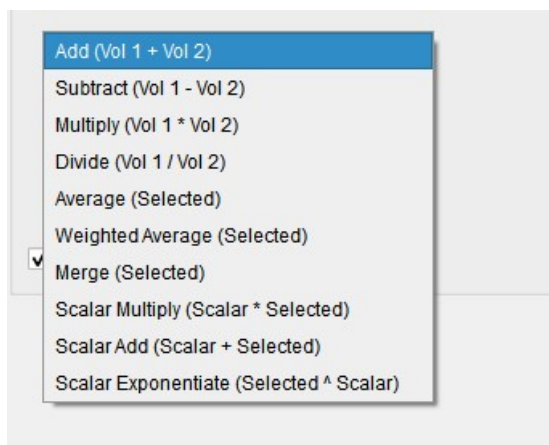 Add (Vol 1 + Vol 2)
Subtract (Vol 1 - Vol 2)
Multiply (Vol 1 * Vol 2)
Divide (Vol 1 / Vol 2)
Average (Selected)
Weighted Average (Selected)
Merge (Selected)
Scalar Multiply (Scalar * Selected)
Scalar Add (Scalar + Selected)
Scalar Exponentiate (Selected ^ Scalar)